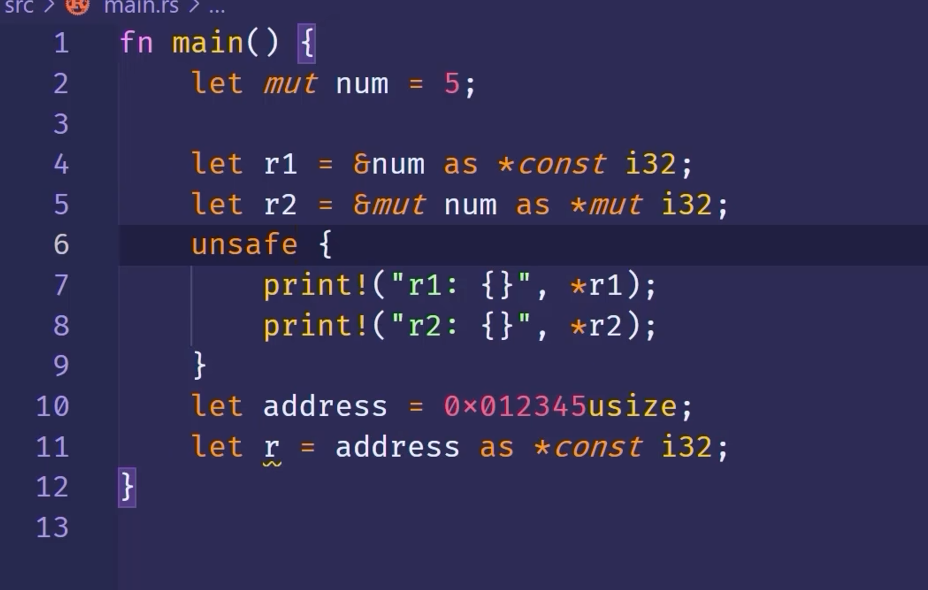 src > main.rs > ...
1 fn main() {
2     let mut num = 5;
3
4     let r1 = &num as *const i32;
5     let r2 = &mut num as *mut i32;
6     unsafe {
7         print!("r1: {}", *r1);
8         print!("r2: {}", *r2);
9     }
10     let address = 0x012345usize;
11     let r = address as *const i32;
12 }
13